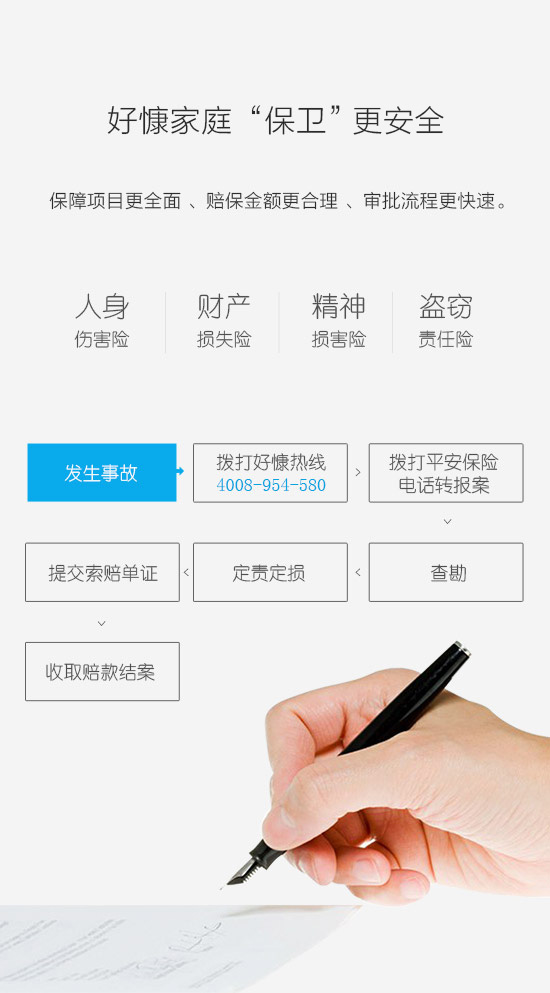 好慷家庭“保卫”更安全
保障项目更全面、赔保金额更合理、审批流程更快速。
人身
伤害险
财产
损失险
精神
损害险
盗窃
责任险
发生事故
拨打好慷热线
4008-954-580
拨打平安保险
电话转报案
查勘
定责定损
提交索赔单证
收取赔款结案